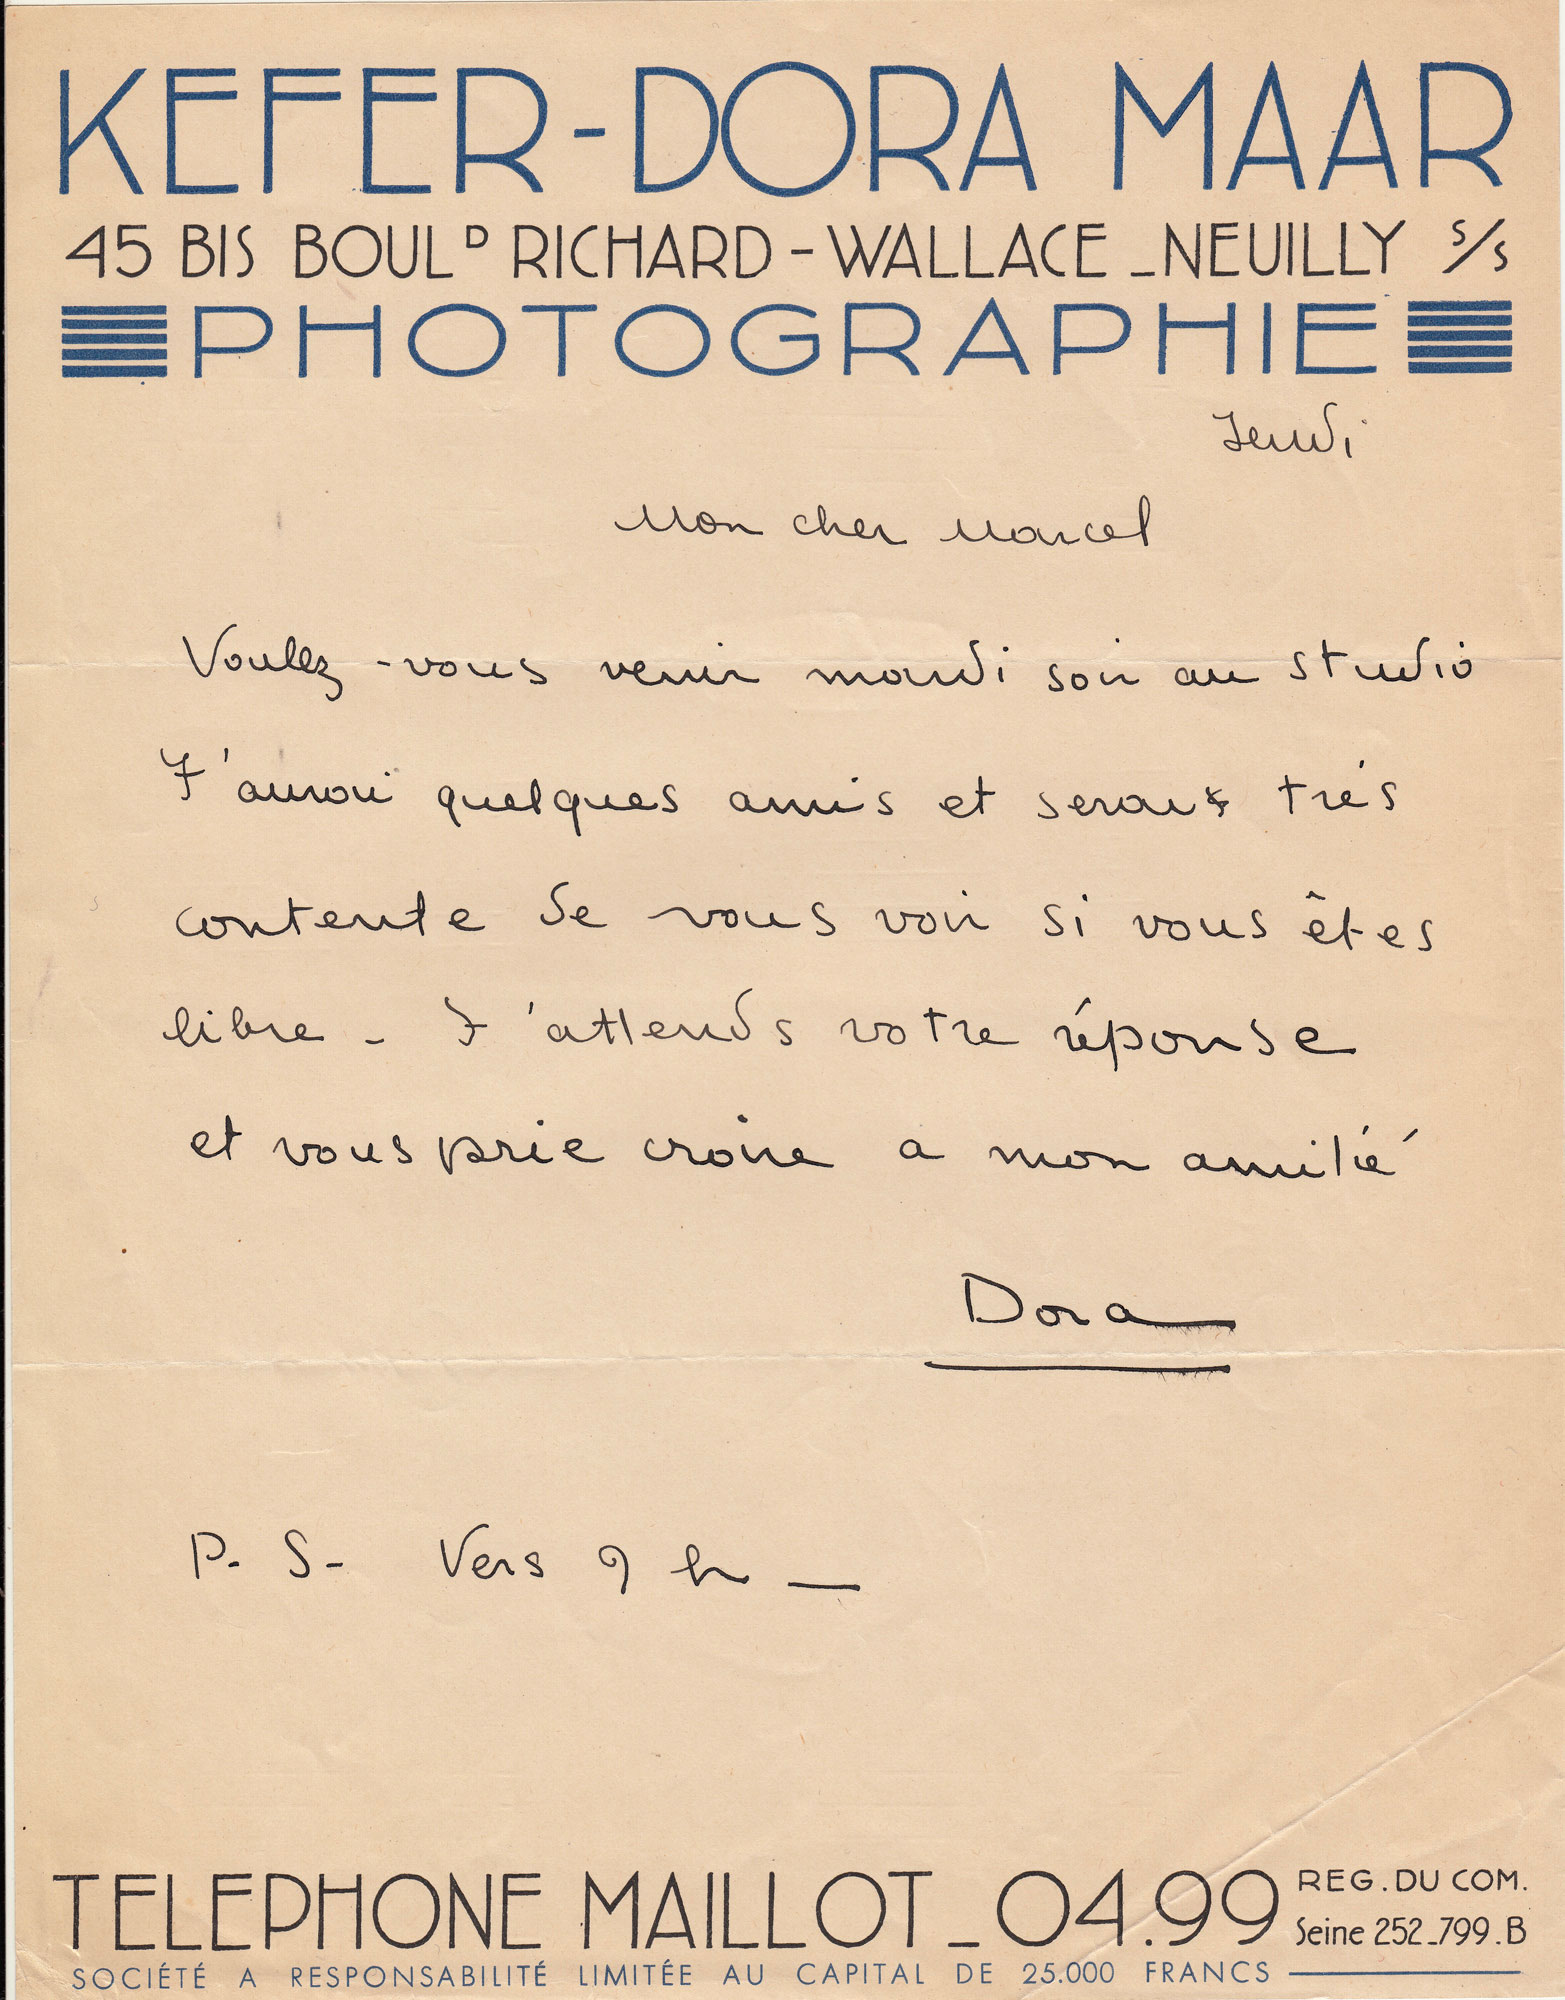 KEFER-DORA MAAR
45 BIS BOULD RICHARD-WALLACE_NEUILLY S/S
PHOTOGRAPHIE
Jeudi
Mon cher Marcel
Voulez-vous venir mardi soir au studio
J'aurai quelques amis et serais très
contente de vous voir si vous êtes
libre - J'attends votre réponse
et vous prie croire a mon amitié
Dora
P. S- Vers 9 h —
TELEPHONE MAILLOT_04.99
REG.DU COM.
Seine 252_799.B
SOCIÉTÉ A RESPONSABILITÉ LIMITÉE AU CAPITAL DE 25.000 FRANCS